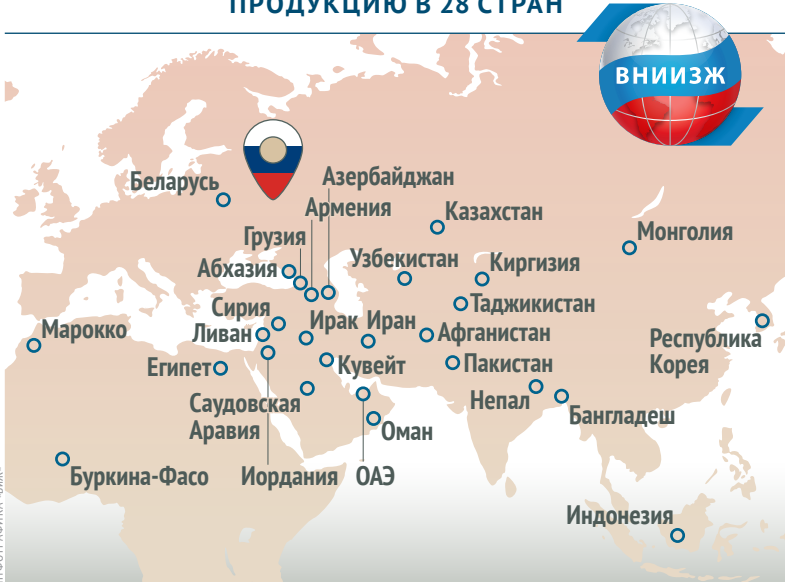 ПРОДУКЦИЮ В 28 СТРАН
ВНИИЗЖ
Беларусь
Азербайджан
Армения
Казахстан
Грузия
Монголия
Абхазия
Узбекистан
Киргизия
Сирия
Таджикистан
Марокко
Ливан
Ирак
Иран
Афганистан
Республика
Корея
Египет
Кувейт
Пакистан
Саудовская
Аравия
Непал
Бангладеш
Оман
Буркина-Фасо
Иордания
ОАЭ
Индонезия